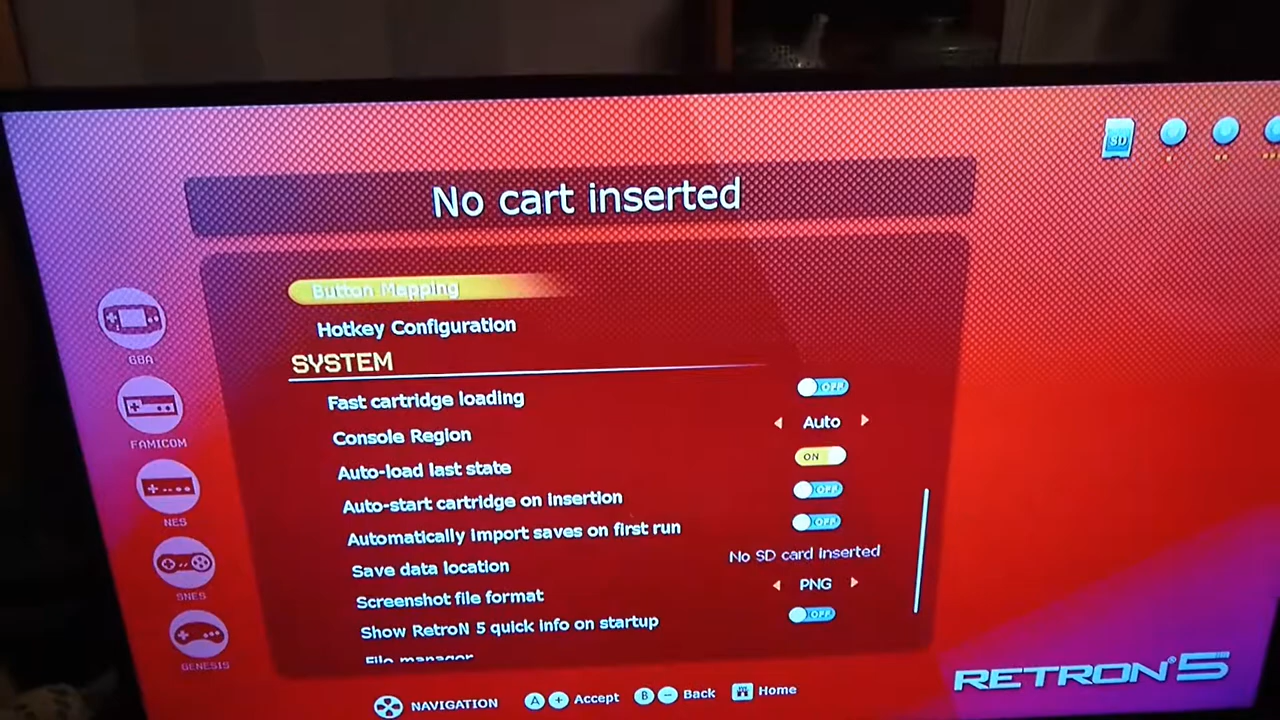 SD
No cart inserted
Button Mapping
Hotkey Configuration
SYSTEM
Fast cartridge loading OFF
Console Region Auto
Auto-load last state ON
Auto-start cartridge on insertion OFF
Automatically import saves on first run OFF
Save data location No SD card inserted
Screenshot file format PNG
Show RetroN 5 quick info on startup OFF
File manager
GBA
FAMICOM
NES
SNES
GENESIS
RETRON 5
NAVIGATION A + Accept B - Back Home